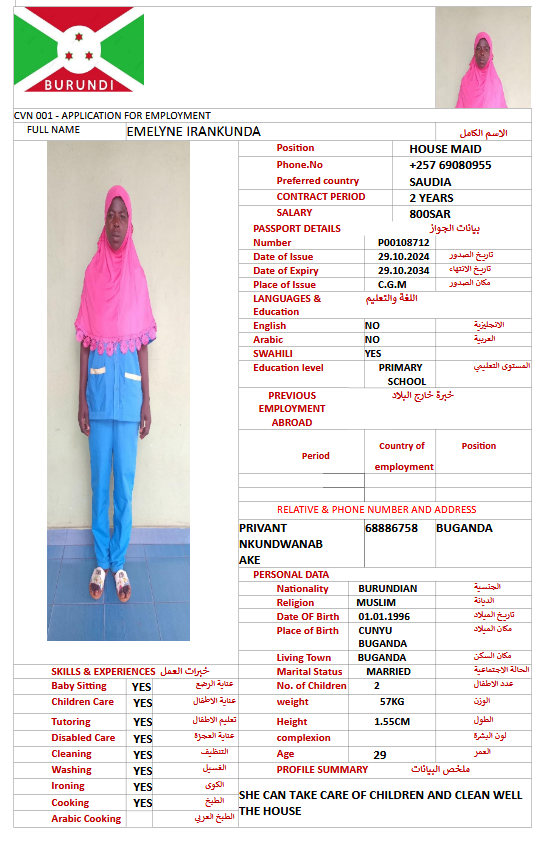 BURUNDI
CVN 001 - APPLICATION FOR EMPLOYMENT
FULL NAME EMELYNE IRANKUNDA الاسم الكامل
Position HOUSE MAID
Phone.No +257 69080955
Preferred country SAUDIA
CONTRACT PERIOD 2 YEARS
SALARY 800SAR
PASSPORT DETAILS بيانات الجواز
Number P00108712
Date of Issue 29.10.2024 تاريخ الصدور
Date of Expiry 29.10.2034 تاريخ الانتهاء
Place of Issue C.G.M مكان الصدور
LANGUAGES & Education اللغة والتعليم
English NO الانجليزية
Arabic NO العربية
SWAHILI YES
Education level PRIMARY SCHOOL المستوى التعليمي
PREVIOUS EMPLOYMENT ABROAD خبرة خارج البلاد
Period Country of employment Position
RELATIVE & PHONE NUMBER AND ADDRESS
PRIVANT NKUNDWANAB AKE 68886758 BUGANDA
PERSONAL DATA
Nationality BURUNDIAN الجنسية
Religion MUSLIM الديانة
Date OF Birth 01.01.1996 تاريخ الميلاد
Place of Birth CUNYU BUGANDA مكان الميلاد
Living Town BUGANDA مكان السكن
Marital Status MARRIED الحالة الاجتماعية
No. of Children 2 عدد الاطفال
weight 57KG الوزن
Height 1.55CM الطول
complexion لون البشرة
Age 29 العمر
PROFILE SUMMARY ملخص البيانات
SHE CAN TAKE CARE OF CHILDREN AND CLEAN WELL
THE HOUSE
SKILLS & EXPERIENCES خبرات العمل
Baby Sitting YES عناية الرضع
Children Care YES عناية الاطفال
Tutoring YES تعليم الاطفال
Disabled Care YES عناية العجزة
Cleaning YES التنظيف
Washing YES الغسيل
Ironing YES الكوى
Cooking YES الطبخ
Arabic Cooking الطبخ العربي